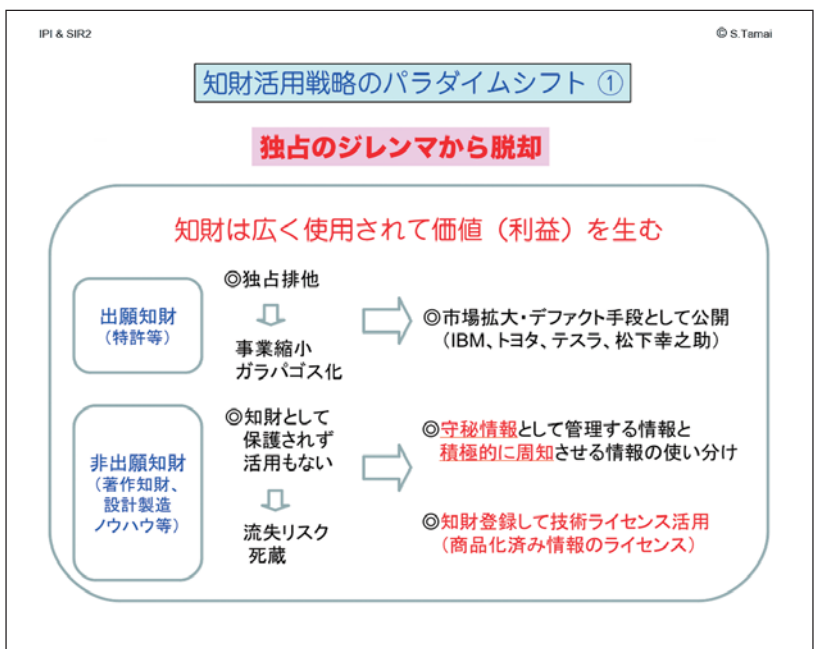 IPI & SIR2
© S.Tamai
知財活用戦略のパラダイムシフト ①
独占のジレンマから脱却
知財は広く使用されて価値（利益）を生む
出願知財
（特許等）
◎独占排他
事業縮小
ガラパゴス化
◎市場拡大・デファクト手段として公開
（IBM、トヨタ、テスラ、松下幸之助）
非出願知財
（著作知財、
設計製造
ノウハウ等）
◎知財として
保護されず
活用もない
流失リスク
死蔵
◎守秘情報として管理する情報と
積極的に周知させる情報の使い分け
◎知財登録して技術ライセンス活用
（商品化済み情報のライセンス）